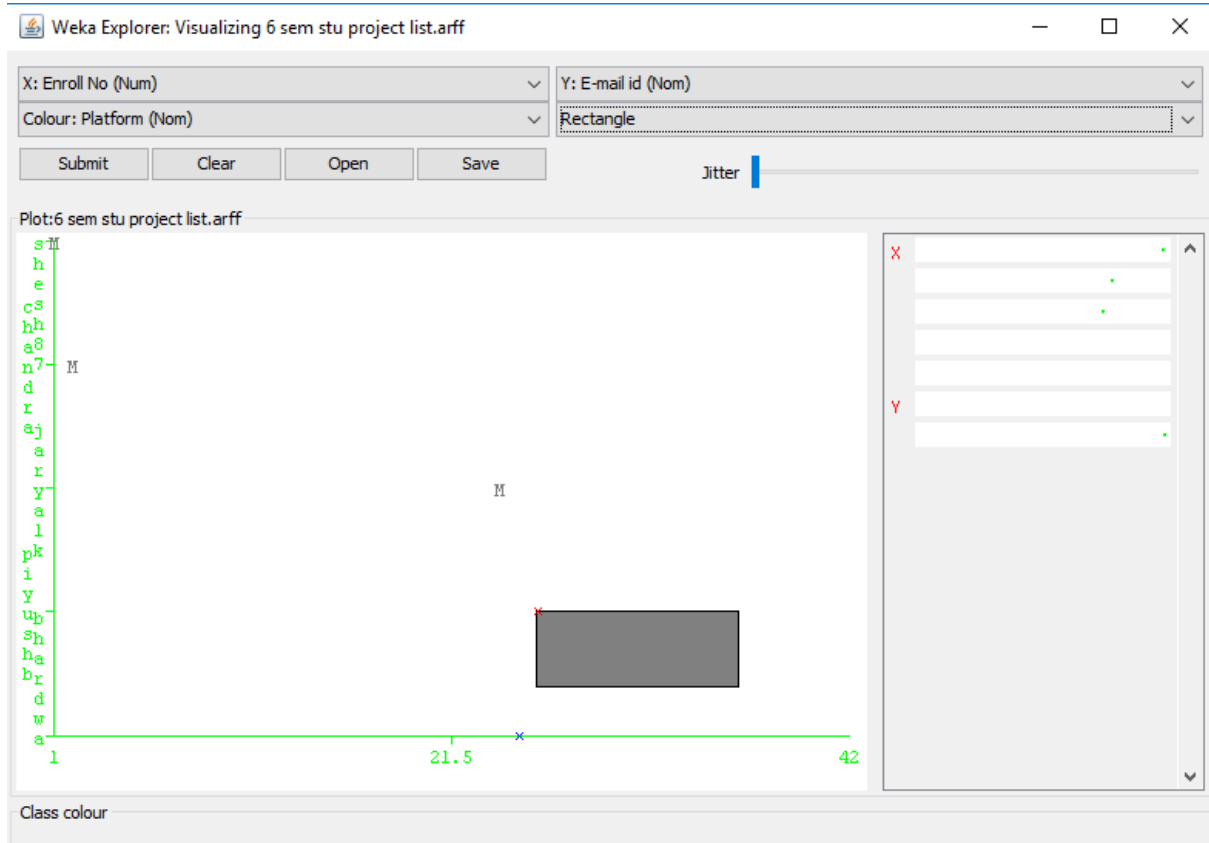 Weka Explorer: Visualizing 6 sem stu project list.arff
X: Enroll No (Num)
Y: E-mail id (Nom)
Colour: Platform (Nom)
Rectangle
Submit Clear Open Save
Jitter
Plot:6 sem stu project list.arff
M
M
M
1 21.5 42
X
Y
Class colour